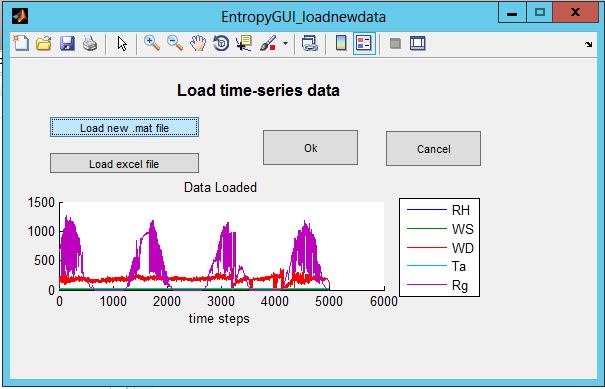 EntropyGUI_loadnewdata
Load time-series data
Load new .mat file
Ok
Cancel
Load excel file
Data Loaded
1500
1000
500
0
0 1000 2000 3000 4000 5000 6000
time steps
RH
WS
WD
Ta
Rg